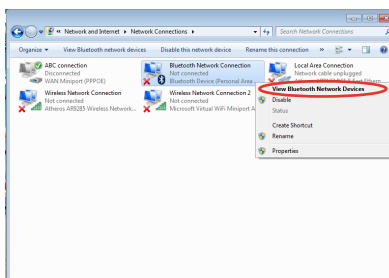 « Network and Internet ▸ Network Connections ▸
Search Network Connections
Organize ▾ View Bluetooth network devices Disable this network device Rename this connection »
ABC connection
Disconnected
WAN Miniport (PPPOE)
Bluetooth Network Connection
Not connected
Bluetooth Device (Personal Area...
Local Area Connection
Network cable unplugged
Wireless Network Connection
Not connected
Atheros AR9285 Wireless Network...
Wireless Network Connection 2
Not connected
Microsoft Virtual WiFi Miniport A
View Bluetooth Network Devices
Disable
Status
Create Shortcut
Rename
Properties